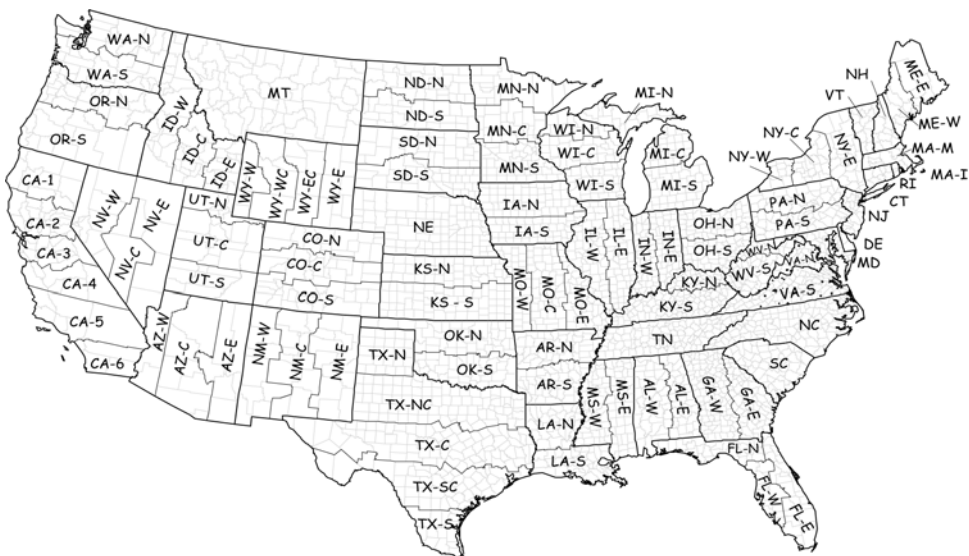 WA-N
WA-S
OR-N
OR-S
ID-W
ID-C
ID-E
MT
WY-W
WY-WC
WY-EC
WY-E
ND-N
ND-S
SD-N
SD-S
NE
KS-N
KS - S
MN-N
MN-C
MN-S
IA-N
IA-S
WI-N
WI-C
WI-S
MI-N
MI-C
MI-S
CA-1
CA-2
CA-3
CA-4
CA-5
CA-6
NV-W
NV-C
NV-E
UT-N
UT-C
UT-S
CO-N
CO-C
CO-S
AZ-W
AZ-C
AZ-E
NM-W
NM-C
NM-E
OK-N
OK-S
TX-N
TX-NC
TX-C
TX-SC
TX-S
MO-W
MO-C
MO-E
AR-N
AR-S
LA-N
LA-S
IL-W
IL-E
IN-W
IN-E
OH-N
OH-S
KY-N
KY-S
TN
MS-W
MS-E
AL-W
AL-E
GA-W
GA-E
FL-N
FL-W
FL-E
SC
NC
VA-N
VA-S
WV-N
WV-S
PA-N
PA-S
NY-W
NY-C
NY-E
VT
NH
ME-E
ME-W
MA-M
MA-I
RI
CT
NJ
DE
MD